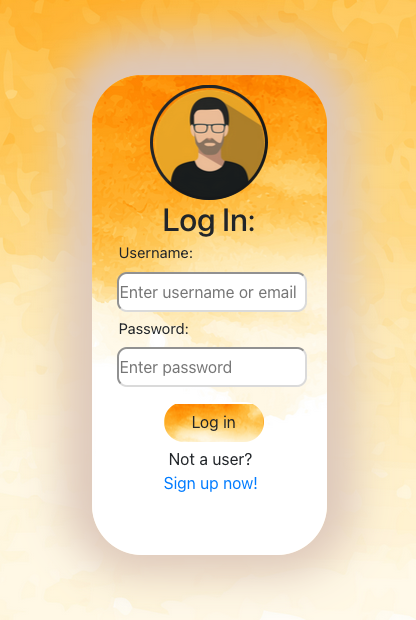 Log In:
Username:
Enter username or email
Password:
Enter password
Log in
Not a user?
Sign up now!